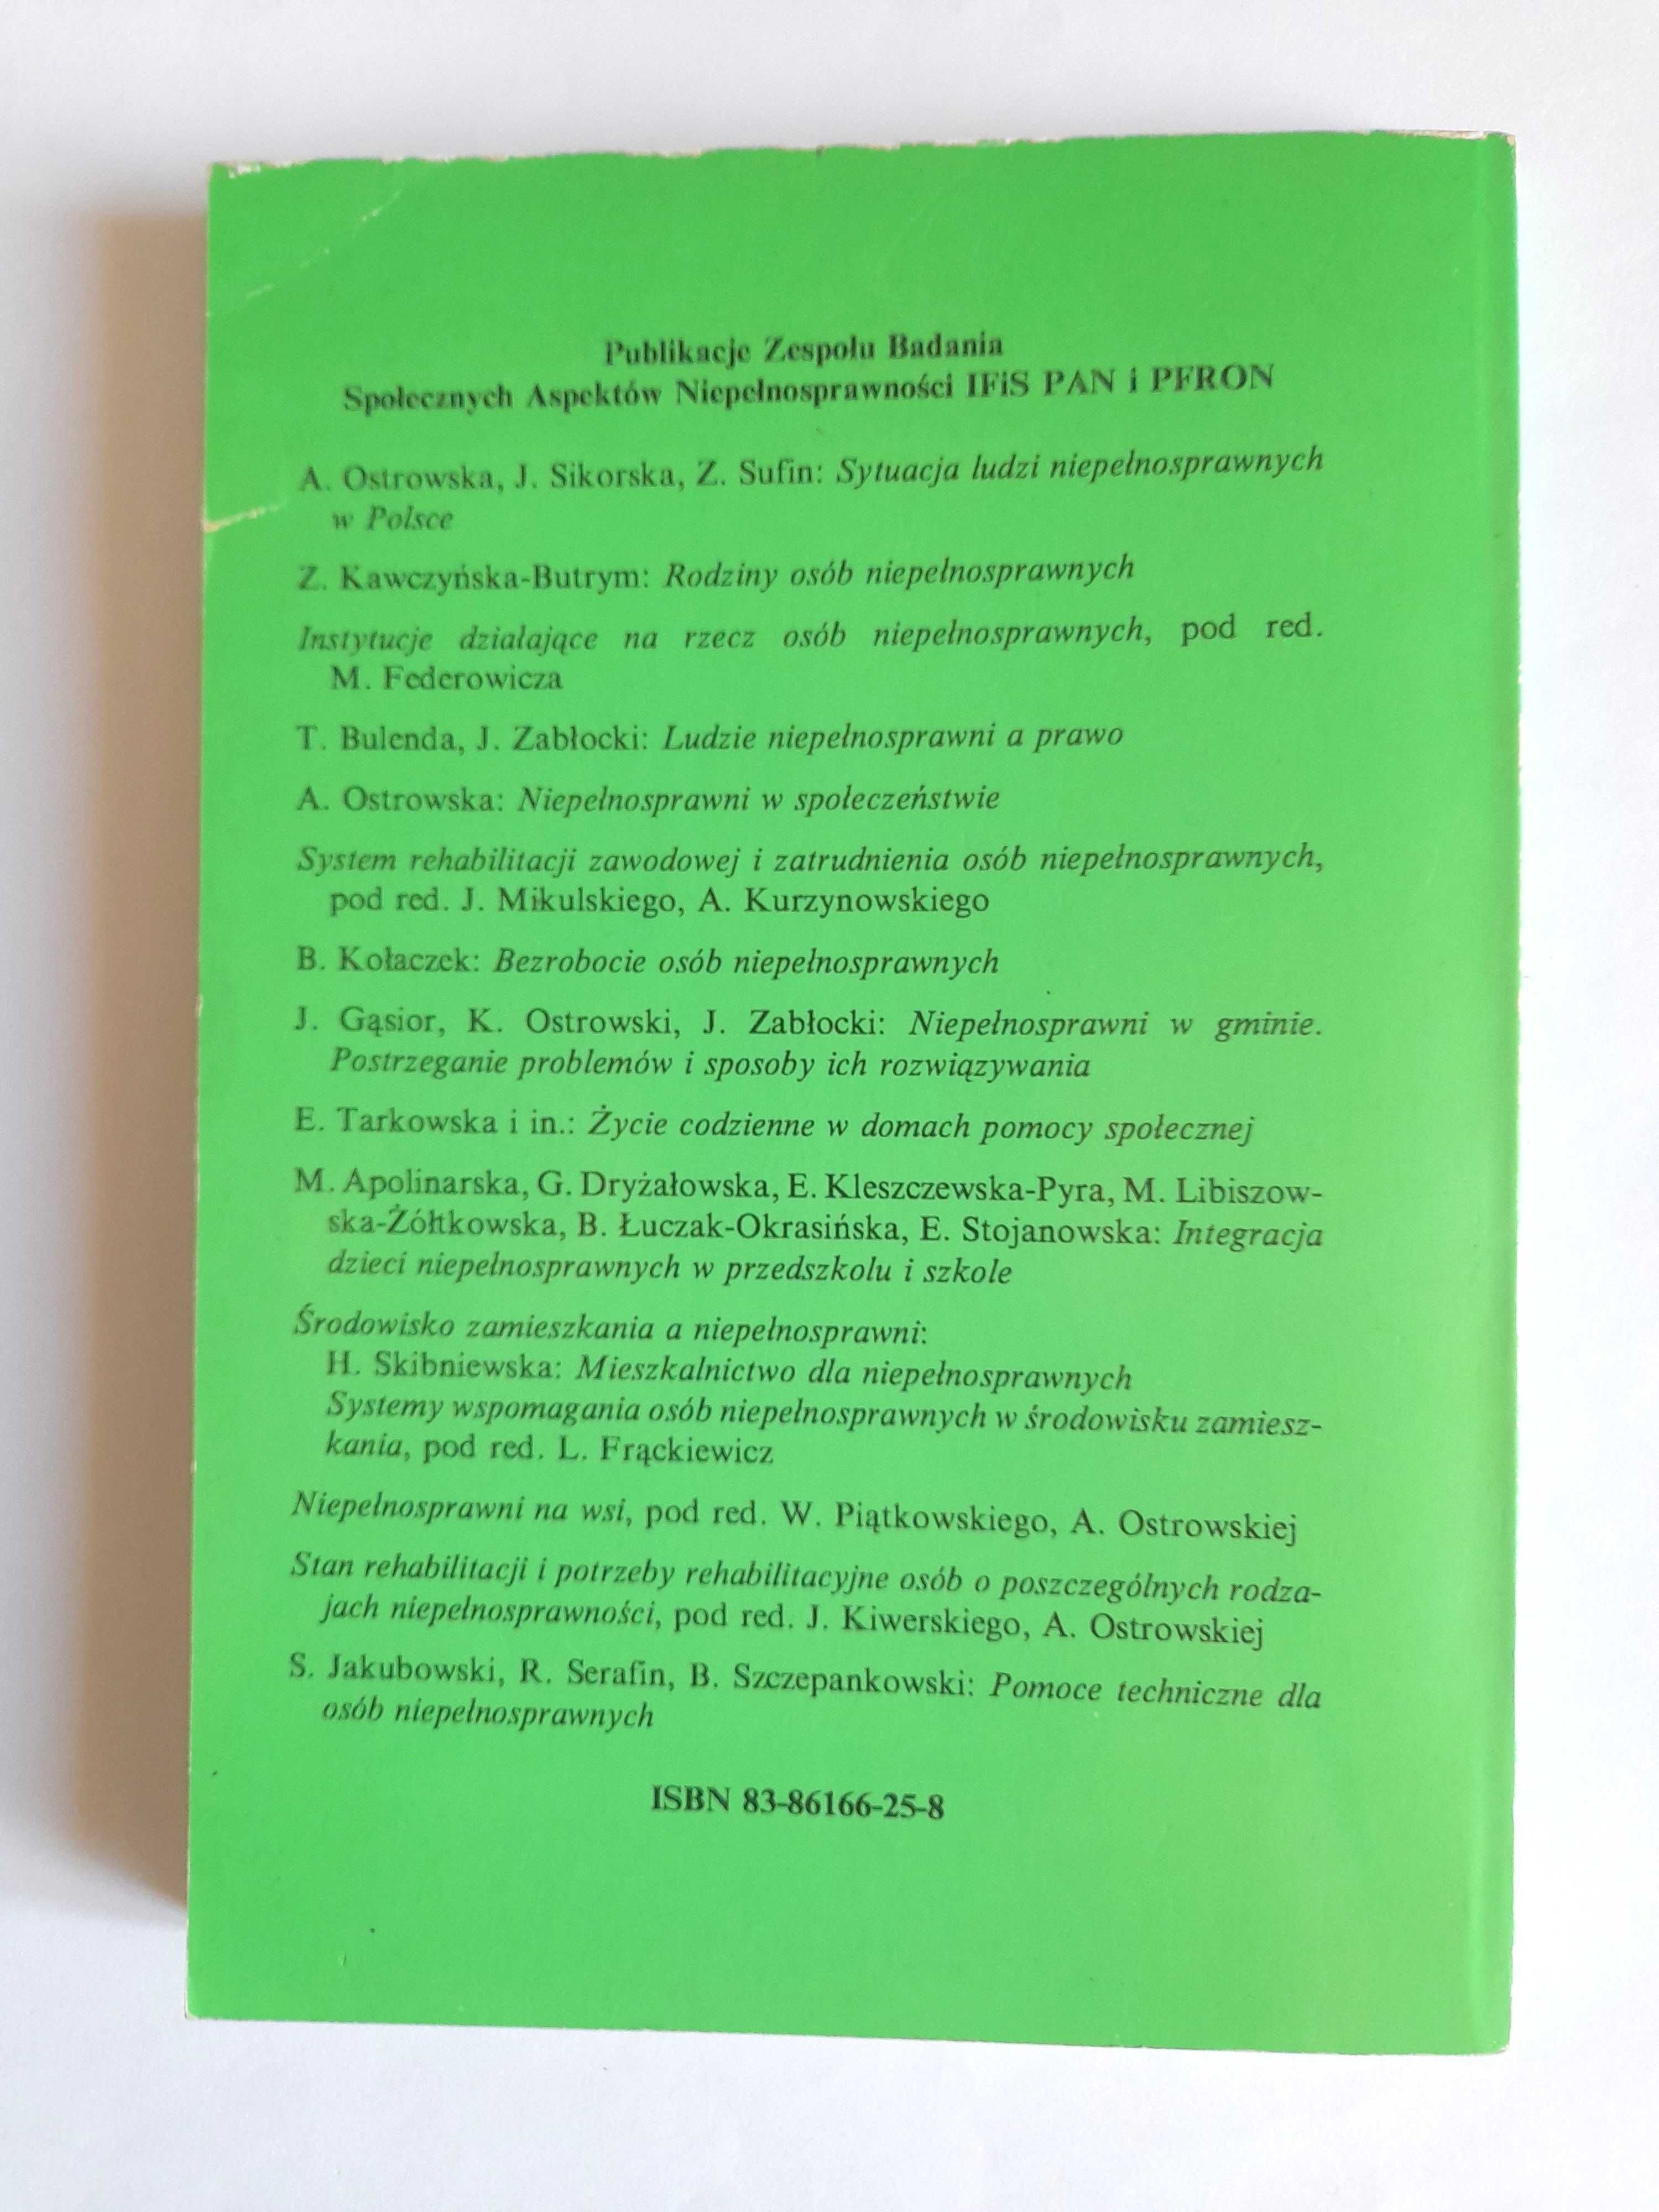 Publikacje Zespołu Badania
Społecznych Aspektów Niepełnosprawności IFiS PAN i PFRON
A. Ostrowska, J. Sikorska, Z. Sufin: Sytuacja ludzi niepełnosprawnych
w Polsce
Z. Kawczyńska-Butrym: Rodziny osób niepełnosprawnych
Instytucje działające na rzecz osób niepełnosprawnych, pod red.
M. Federowicza
T. Bulenda, J. Zabłocki: Ludzie niepełnosprawni a prawo
A. Ostrowska: Niepełnosprawni w społeczeństwie
System rehabilitacji zawodowej i zatrudnienia osób niepełnosprawnych,
pod red. J. Mikulskiego, A. Kurzynowskiego
B. Kołaczek: Bezrobocie osób niepełnosprawnych
J. Gąsior, K. Ostrowski, J. Zabłocki: Niepełnosprawni w gminie.
Postrzeganie problemów i sposoby ich rozwiązywania
E. Tarkowska i in.: Życie codzienne w domach pomocy społecznej
M. Apolinarska, G. Dryżałowska, E. Kleszczewska-Pyra, M. Libiszow-
ska-Żółtkowska, B. Łuczak-Okrasińska, E. Stojanowska: Integracja
dzieci niepełnosprawnych w przedszkolu i szkole
Środowisko zamieszkania a niepełnosprawni:
H. Skibniewska: Mieszkalnictwo dla niepełnosprawnych
Systemy wspomagania osób niepełnosprawnych w środowisku zamiesz-
kania, pod red. L. Frąckiewicz
Niepełnosprawni na wsi, pod red. W. Piątkowskiego, A. Ostrowskiej
Stan rehabilitacji i potrzeby rehabilitacyjne osób o poszczególnych rodza-
jach niepełnosprawności, pod red. J. Kiwerskiego, A. Ostrowskiej
S. Jakubowski, R. Serafin, B. Szczepankowski: Pomoce techniczne dla
osób niepełnosprawnych
ISBN 83-86166-25-8